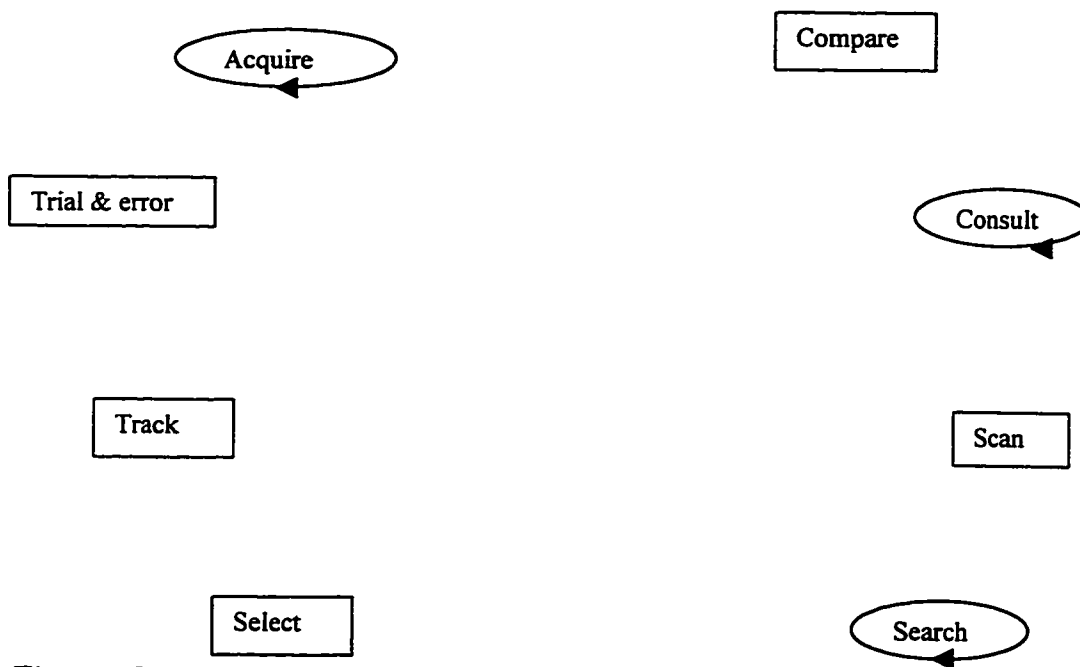 Acquire
Compare
Trial & error
Consult
Track
Scan
Select
Search